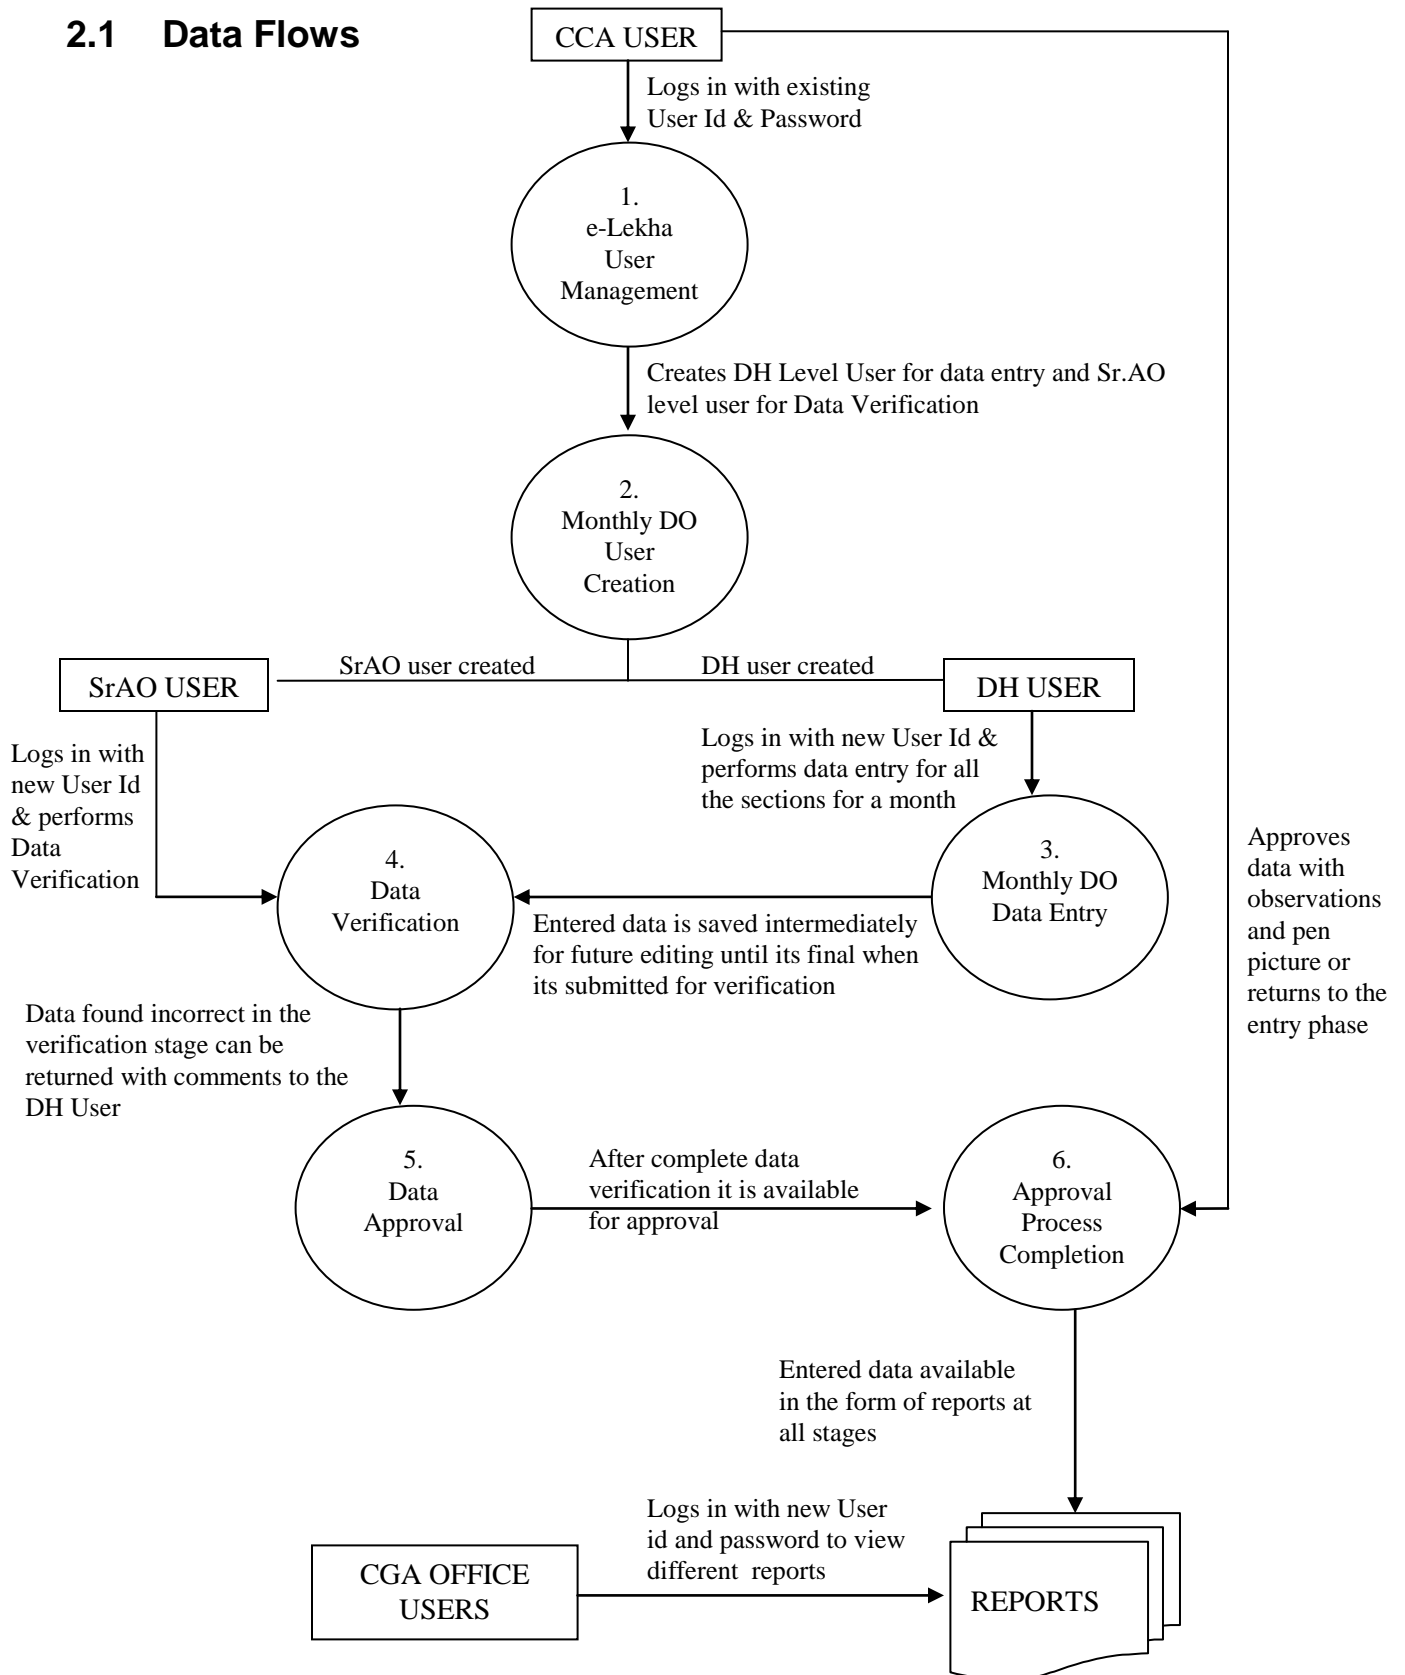 2.1 Data Flows
CCA USER
Logs in with existing
User Id & Password
1.
e-Lekha
User
Management
Creates DH Level User for data entry and Sr.AO
level user for Data Verification
2.
Monthly DO
User
Creation
SrAO user created
DH user created
SrAO USER
DH USER
Logs in with
new User Id
& performs
Data
Verification
Logs in with new User Id &
performs data entry for all
the sections for a month
3.
Monthly DO
Data Entry
4.
Data
Verification
Approves
data with
observations
and pen
picture or
returns to the
entry phase
Entered data is saved intermediately
for future editing until its final when
its submitted for verification
Data found incorrect in the
verification stage can be
returned with comments to the
DH User
5.
Data
Approval
After complete data
verification it is available
for approval
6.
Approval
Process
Completion
Entered data available
in the form of reports at
all stages
Logs in with new User
id and password to view
different reports
CGA OFFICE
USERS
REPORTS